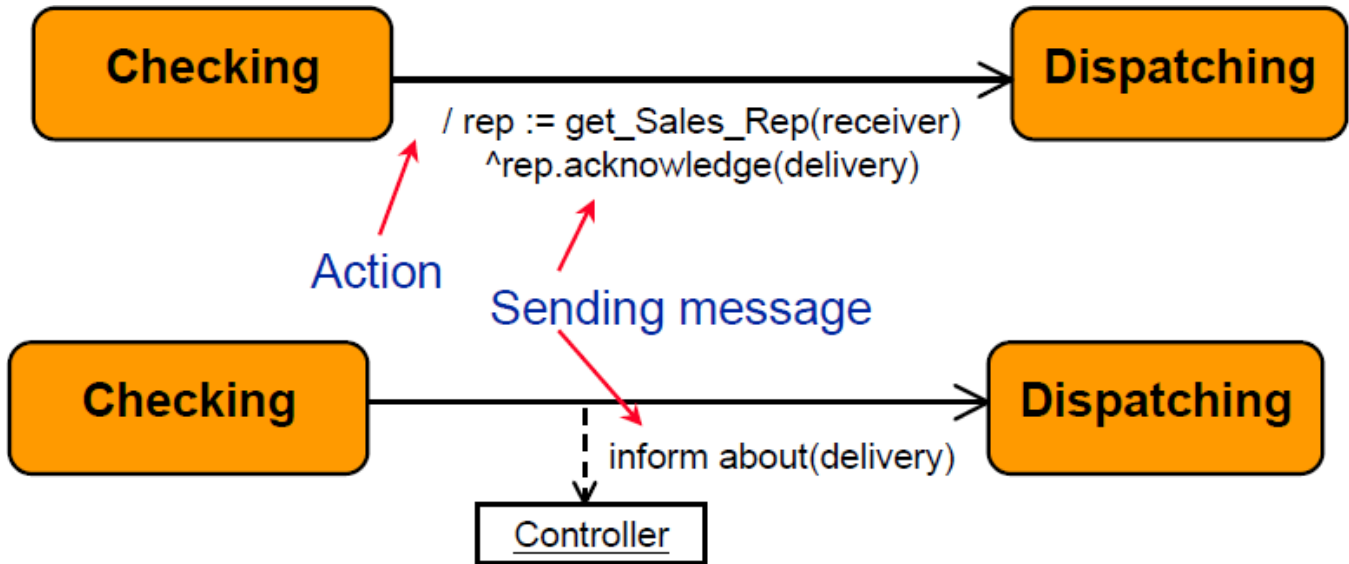 Checking
Dispatching
/ rep := get_Sales_Rep(receiver)
^rep.acknowledge(delivery)
Action
Sending message
Checking
Dispatching
inform about(delivery)
Controller